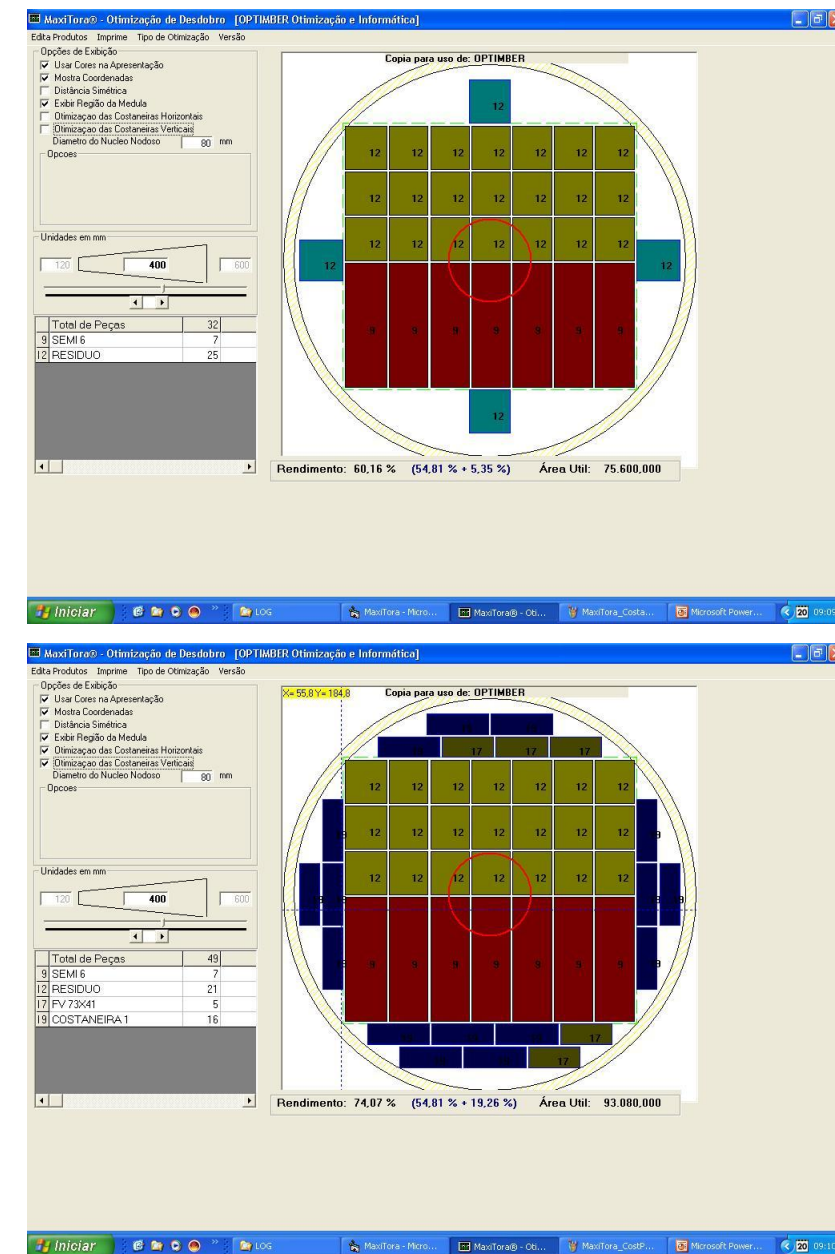 MaxiTora® - Otimização de Desdobro [OPTIMBER Otimização e Informática]
Edita Produtos Imprime Tipo de Otimização Versão
Opções de Exibição
Usar Cores na Apresentação
Mostra Coordenadas
Distância Simétrica
Exibir Região da Medula
Otimizaçao das Costaneiras Horizontais
Otimizaçao das Costaneiras Verticais
Diametro do Nucleo Nodoso 80 mm
Opcoes
Unidades em mm
120 400 600
Total de Peças 32
9 SEMI 6 7
12 RESIDUO 25
Copia para uso de: OPTIMBER
12
12 12 12 12 12 12 12
12 12 12 12 12 12 12
12 12 12 12 12 12 12
12 12
9 9 9 9 9 9 9
12
Rendimento: 60,16 % (54,81 % + 5,35 %) Área Util: 75.600,000
Iniciar LOG MaxiTora - Micro... MaxiTora® - Oti... MaxiTora_Costa... Microsoft Power... 20 09:09
MaxiTora® - Otimização de Desdobro [OPTIMBER Otimização e Informática]
Edita Produtos Imprime Tipo de Otimização Versão
Opções de Exibição
Usar Cores na Apresentação
Mostra Coordenadas
Distância Simétrica
Exibir Região da Medula
Otimizaçao das Costaneiras Horizontais
Otimizaçao das Costaneiras Verticais
Diametro do Nucleo Nodoso 80 mm
Opcoes
Unidades em mm
120 400 600
Total de Peças 49
9 SEMI 6 7
12 RESIDUO 21
17 FV 73X41 5
19 COSTANEIRA 1 16
X= 55,8 Y= 184,8 Copia para uso de: OPTIMBER
17 17 17
12 12 12 12 12 12 12
12 12 12 12 12 12 12
12 12 12 12 12 12 12
9 9 9 9 9 9 9
17
17
Rendimento: 74,07 % (54,81 % + 19,26 %) Área Util: 93.080,000
Iniciar LOG MaxiTora - Micro... MaxiTora® - Oti... MaxiTora_CostP... Microsoft Power... 20 09:10